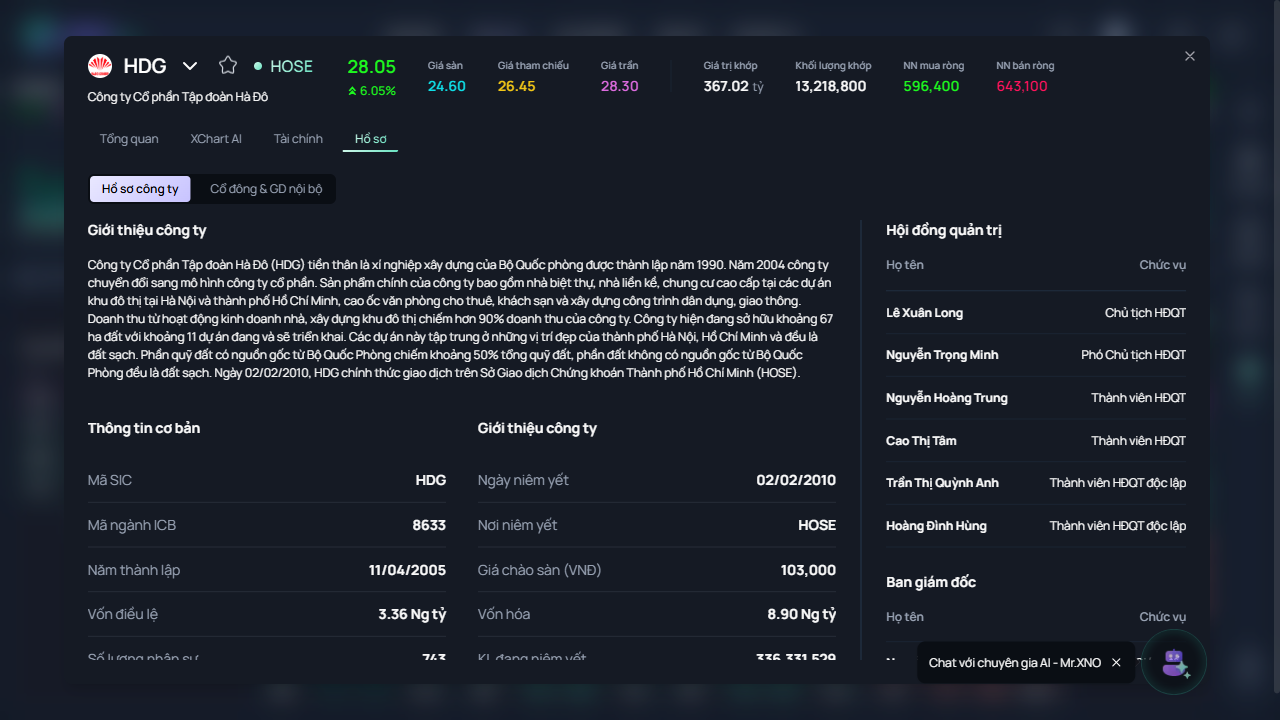 HDG
HOSE
Công ty Cổ phần Tập đoàn Hà Đô
28.05
6.05%
Giá sàn
24.60
Giá tham chiếu
26.45
Giá trần
28.30
Giá trị khớp
367.02 tỷ
Khối lượng khớp
13,218,800
NN mua ròng
596,400
NN bán ròng
643,100
Tổng quan
XChart AI
Tài chính
Hồ sơ
Hồ sơ công ty
Cổ đông & GD nội bộ
Giới thiệu công ty
Công ty Cổ phần Tập đoàn Hà Đô (HDG) tiền thân là xí nghiệp xây dựng của Bộ Quốc phòng được thành lập năm 1990. Năm 2004 công ty
chuyển đổi sang mô hình công ty cổ phần. Sản phẩm chính của công ty bao gồm nhà biệt thự, nhà liền kề, chung cư cao cấp tại các dự án
khu đô thị tại Hà Nội và thành phố Hồ Chí Minh, cao ốc văn phòng cho thuê, khách sạn và xây dựng công trình dân dụng, giao thông.
Doanh thu từ hoạt động kinh doanh nhà, xây dựng khu đô thị chiếm hơn 90% doanh thu của công ty. Công ty hiện đang sở hữu khoảng 67
ha đất với khoảng 11 dự án đang và sẽ triển khai. Các dự án này tập trung ở những vị trí đẹp của thành phố Hà Nội, Hồ Chí Minh và đều là
đất sạch. Phần quỹ đất có nguồn gốc từ Bộ Quốc Phòng chiếm khoảng 50% tổng quỹ đất, phần đất không có nguồn gốc từ Bộ Quốc
Phòng đều là đất sạch. Ngày 02/02/2010, HDG chính thức giao dịch trên Sở Giao dịch Chứng khoán Thành phố Hồ Chí Minh (HOSE).
Thông tin cơ bản
Mã SIC HDG
Mã ngành ICB 8633
Năm thành lập 11/04/2005
Vốn điều lệ 3.36 Ng tỷ
Số lượng nhân sự 743
Giới thiệu công ty
Ngày niêm yết 02/02/2010
Nơi niêm yết HOSE
Giá chào sàn (VNĐ) 103,000
Vốn hóa 8.90 Ng tỷ
KL đang niêm yết 336,331,529
Hội đồng quản trị
Họ tên Chức vụ
Lê Xuân Long Chủ tịch HĐQT
Nguyễn Trọng Minh Phó Chủ tịch HĐQT
Nguyễn Hoàng Trung Thành viên HĐQT
Cao Thị Tâm Thành viên HĐQT
Trần Thị Quỳnh Anh Thành viên HĐQT độc lập
Hoàng Đình Hùng Thành viên HĐQT độc lập
Ban giám đốc
Họ tên Chức vụ
Chat với chuyên gia AI - Mr.XNO